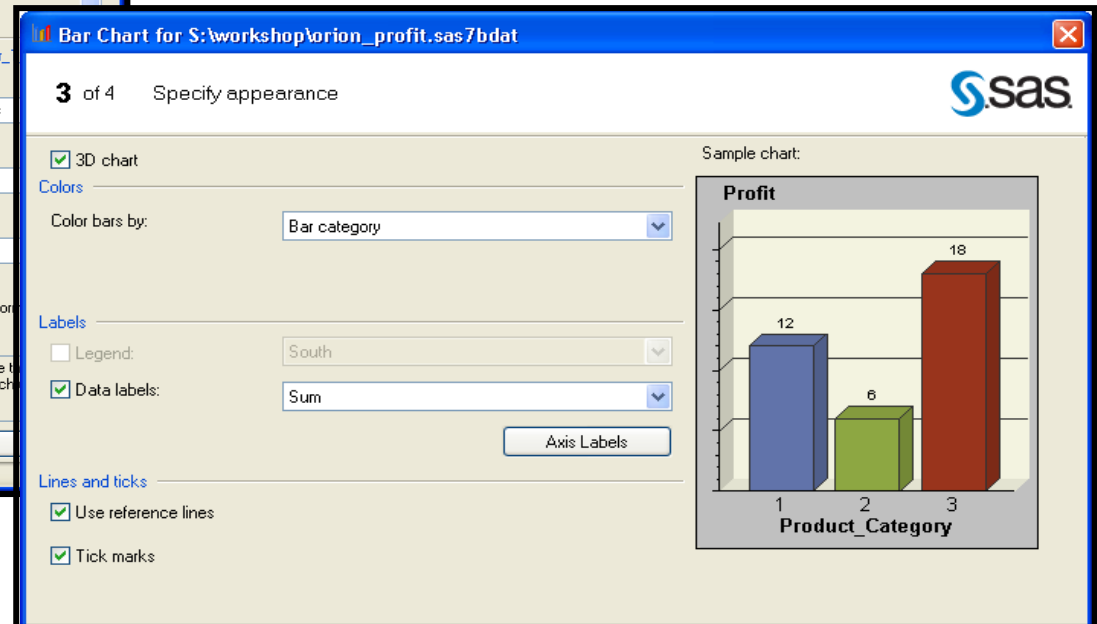 Bar Chart for S:\workshop\orion_profit.sas7bdat
3 of 4 Specify appearance
sas
3D chart
Colors
Color bars by:
Bar category
Labels
Legend:
South
Data labels:
Sum
Axis Labels
Lines and ticks
Use reference lines
Tick marks
Sample chart:
Profit
18
12
6
1 2 3
Product_Category